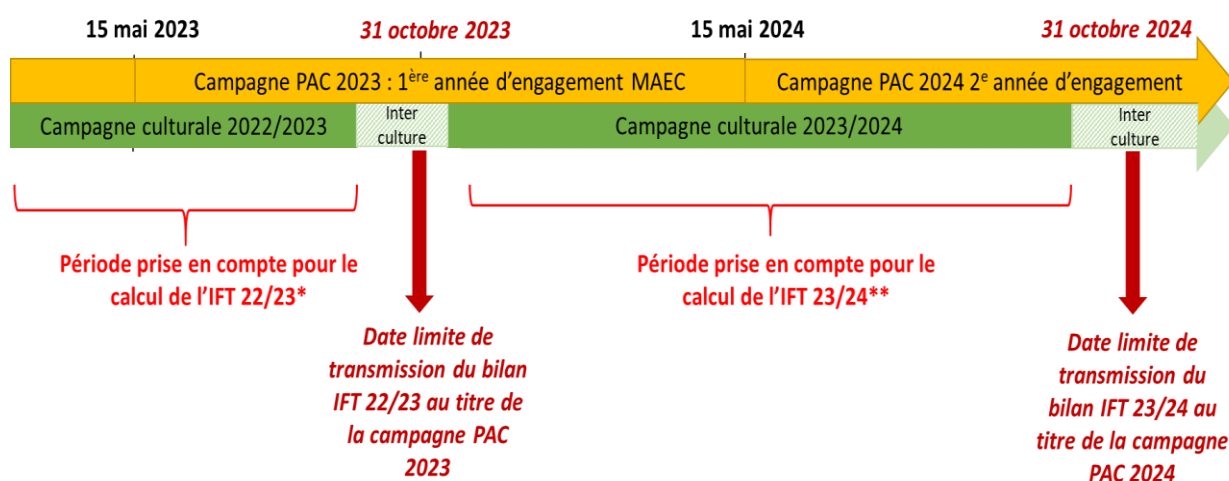 15 mai 2023
31 octobre 2023
15 mai 2024
31 octobre 2024
Campagne PAC 2023 : 1ère année d’engagement MAEC
Campagne PAC 2024 2e année d’engagement
Campagne culturale 2022/2023
Inter
culture
Campagne culturale 2023/2024
Inter
culture
Période prise en compte pour le
calcul de l’IFT 22/23*
Période prise en compte pour le
calcul de l’IFT 23/24**
Date limite de
transmission du bilan
IFT 22/23 au titre de
la campagne PAC
2023
Date limite de
transmission du
bilan IFT 23/24 au
titre de la campagne
PAC 2024